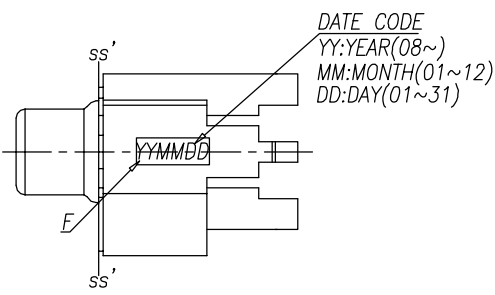 DATE CODE
YY:YEAR(08~)
MM:MONTH(01~12)
DD:DAY(01~31)
SS'
YYMMDD
F
SS'